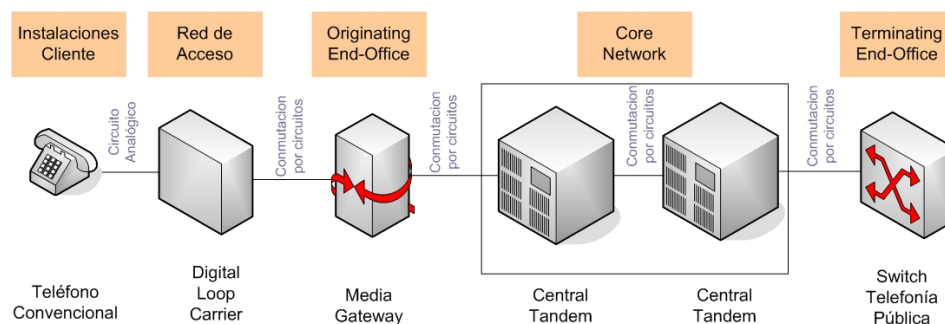 Instalaciones
Cliente
Red de
Acceso
Originating
End-Office
Core
Network
Terminating
End-Office
Circuito
Analógico
Conmutacion
por circuitos
Conmutacion
por circuitos
Conmutacion
por circuitos
Conmutacion
por circuitos
Teléfono
Convencional
Digital
Loop
Carrier
Media
Gateway
Central
Tandem
Central
Tandem
Switch
Telefonía
Pública